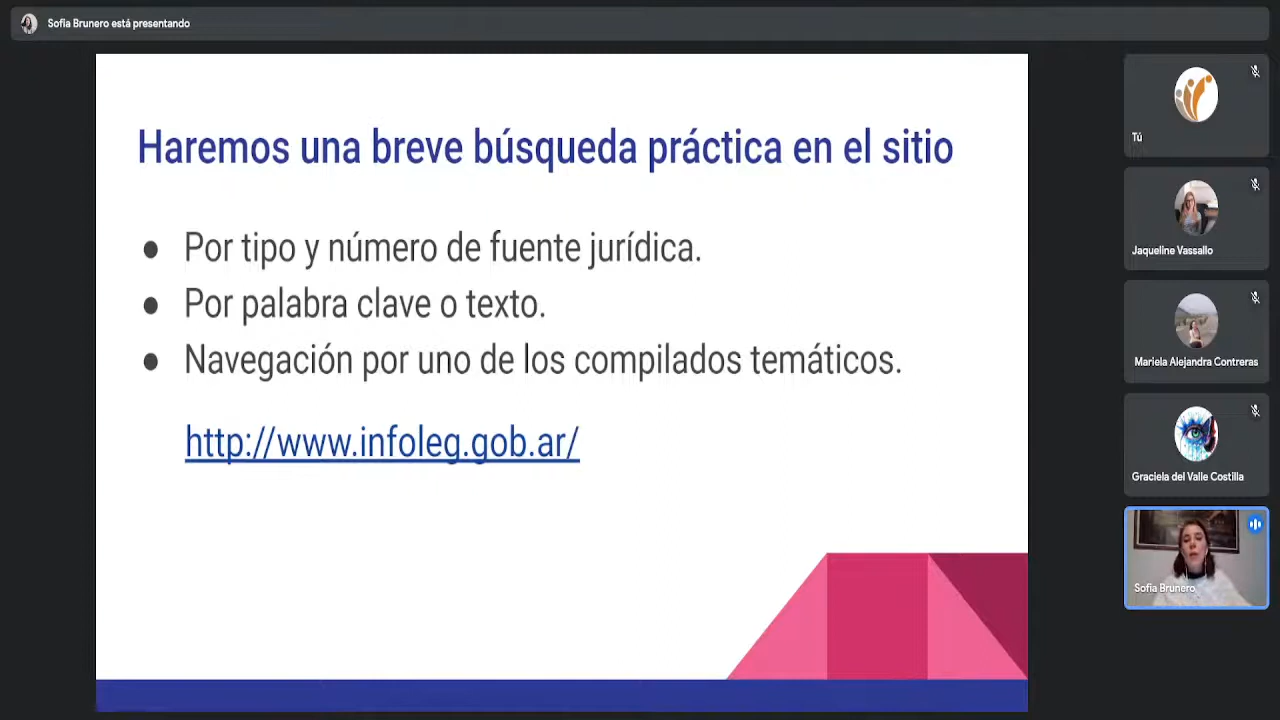 Sofia Brunero está presentando
Haremos una breve búsqueda práctica en el sitio
● Por tipo y número de fuente jurídica.
● Por palabra clave o texto.
● Navegación por uno de los compilados temáticos.
http://www.infoleg.gob.ar/
Tú
Jaqueline Vassallo
Mariela Alejandra Contreras
Graciela del Valle Costilla
Sofia Brunero